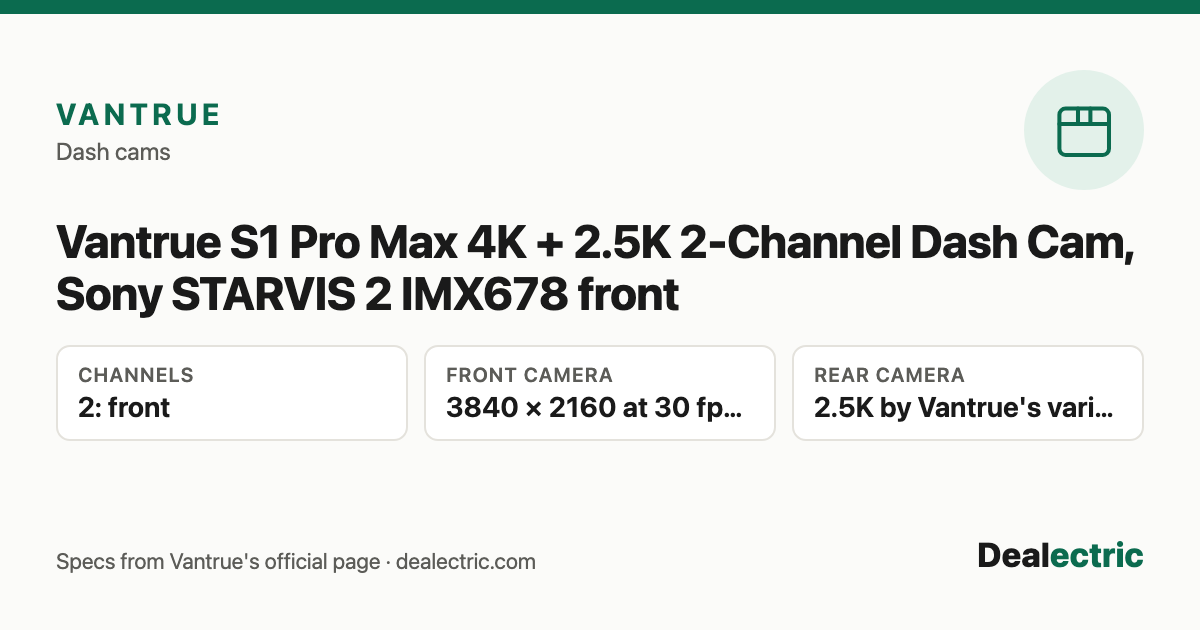 VANTRUE
Dash cams
Vantrue S1 Pro Max 4K + 2.5K 2-Channel Dash Cam,
Sony STARVIS 2 IMX678 front
CHANNELS
2: front
FRONT CAMERA
3840 × 2160 at 30 fp...
REAR CAMERA
2.5K by Vantrue's vari...
Specs from Vantrue's official page · dealectric.com
Dealectric